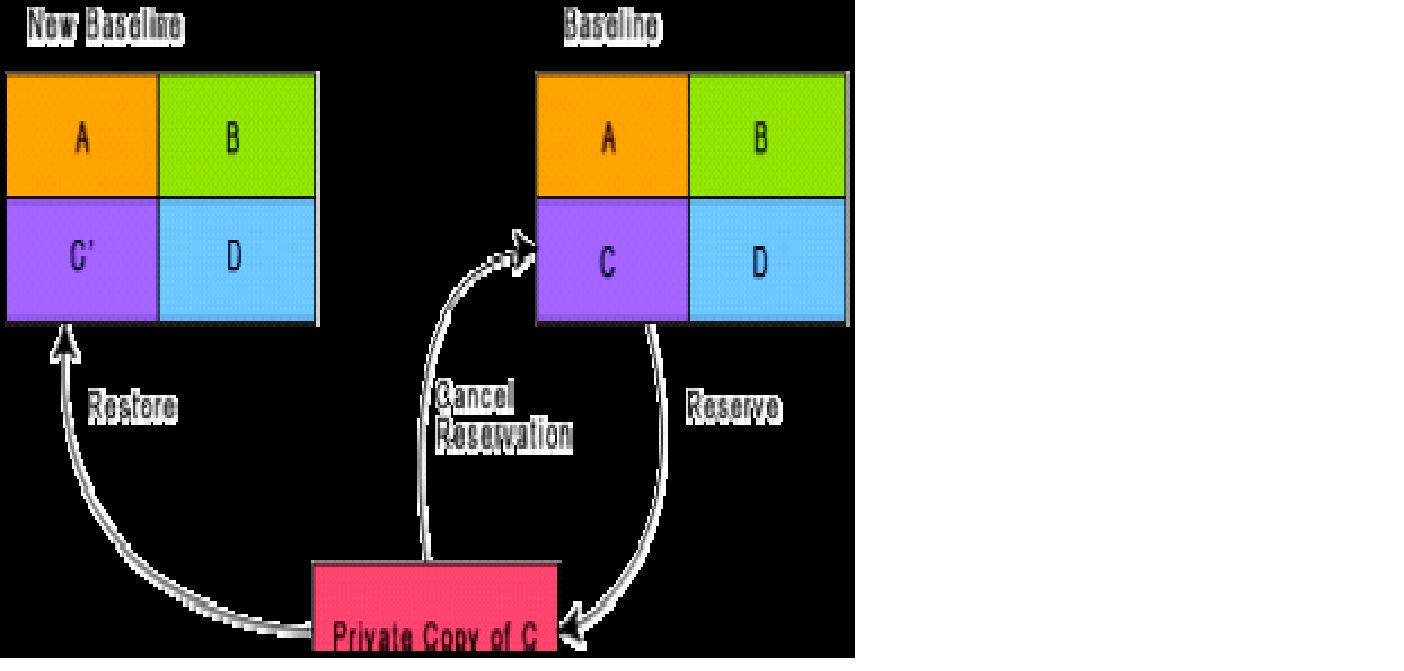 New Baseline
Baseline
A
B
A
B
C'
D
C
D
Restore
Cancel
Reservation
Reserve
Private Copy of C